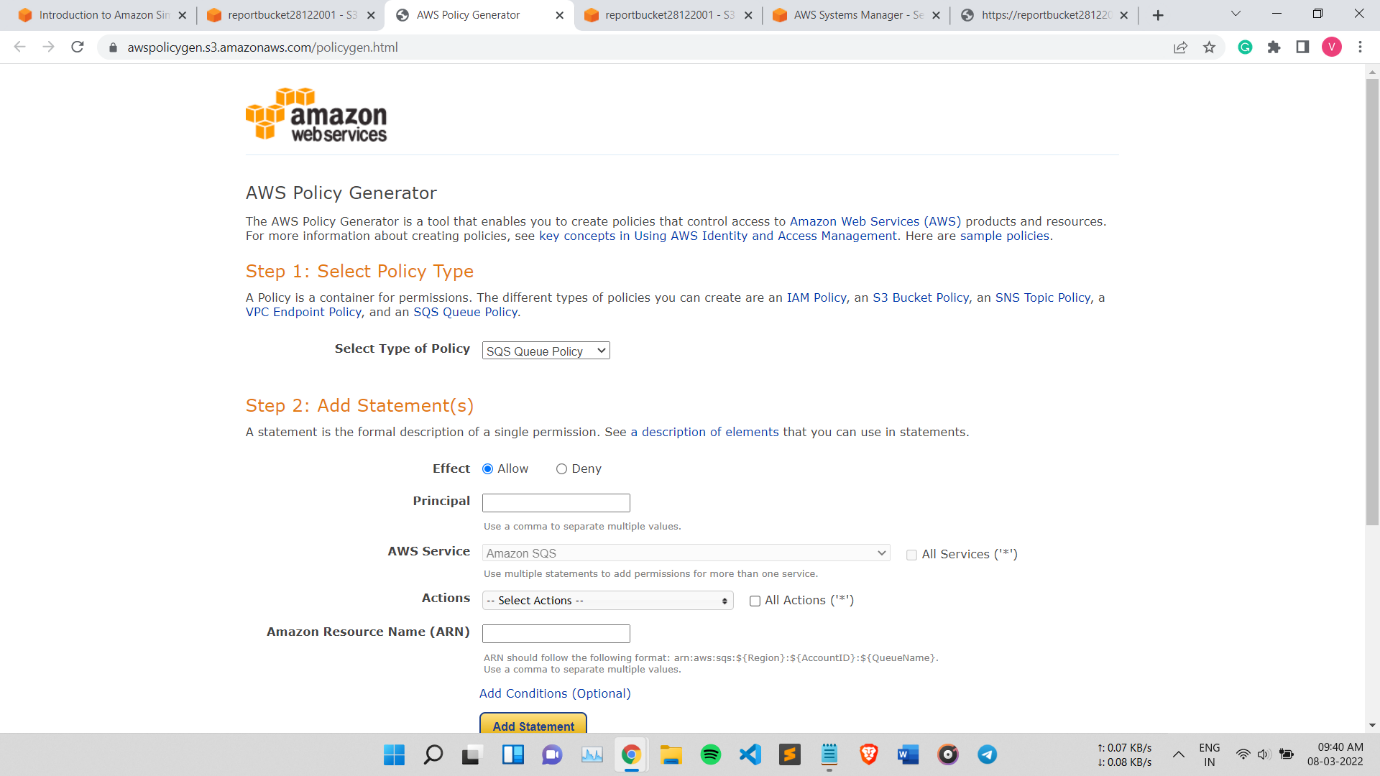 Introduction to Amazon Sim
reportbucket28122001 - S3
AWS Policy Generator
reportbucket28122001 - S3
AWS Systems Manager - Se
https://reportbucket281220
awspolicygen.s3.amazonaws.com/policygen.html
V
amazon
web services
AWS Policy Generator
The AWS Policy Generator is a tool that enables you to create policies that control access to Amazon Web Services (AWS) products and resources.
For more information about creating policies, see key concepts in Using AWS Identity and Access Management. Here are sample policies.
Step 1: Select Policy Type
A Policy is a container for permissions. The different types of policies you can create are an IAM Policy, an S3 Bucket Policy, an SNS Topic Policy, a
VPC Endpoint Policy, and an SQS Queue Policy.
Select Type of Policy SQS Queue Policy
Step 2: Add Statement(s)
A statement is the formal description of a single permission. See a description of elements that you can use in statements.
Effect Allow Deny
Principal
Use a comma to separate multiple values.
AWS Service Amazon SQS All Services ('*')
Use multiple statements to add permissions for more than one service.
Actions -- Select Actions -- All Actions ('*')
Amazon Resource Name (ARN)
ARN should follow the following format: arn:aws:sqs:${Region}:${AccountID}:${QueueName}.
Use a comma to separate multiple values.
Add Conditions (Optional)
Add Statement
↑: 0.07 KB/s
↓: 0.08 KB/s
ENG
IN
09:40 AM
08-03-2022